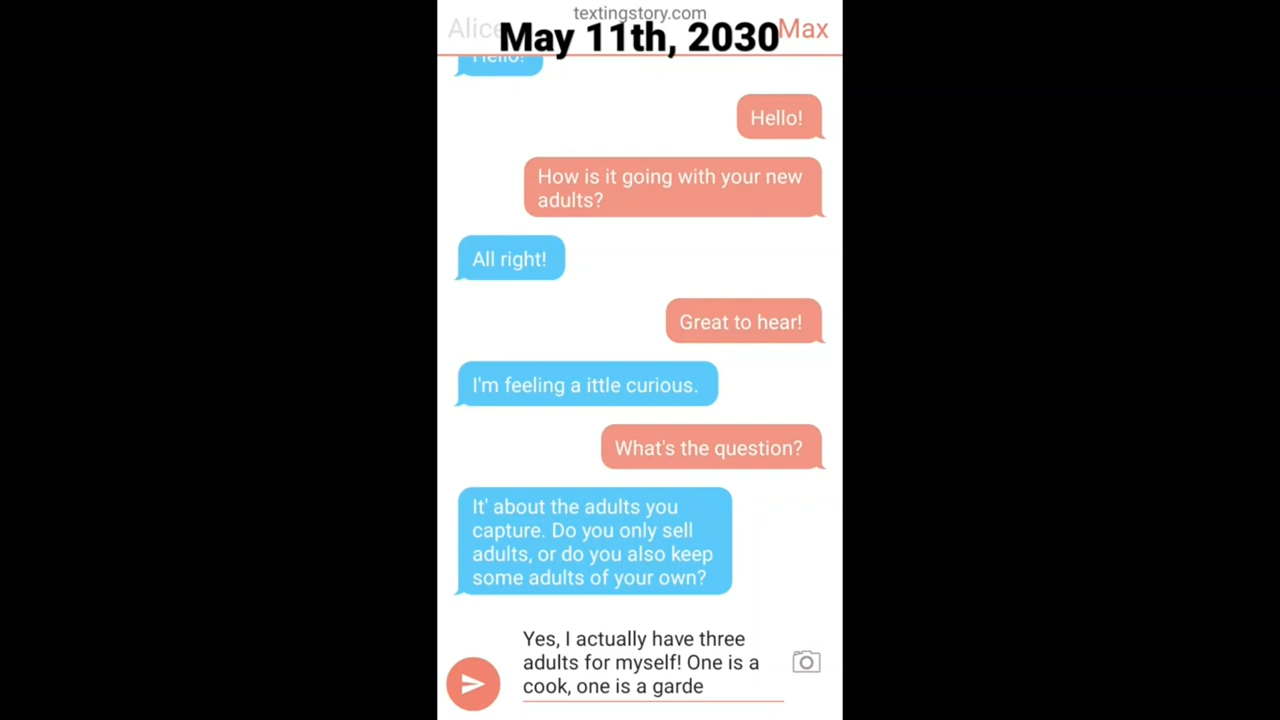 textingstory.com
Alice
May 11th, 2030
Max
Hello!
Hello!
How is it going with your new
adults?
All right!
Great to hear!
I'm feeling a ittle curious.
What's the question?
It' about the adults you
capture. Do you only sell
adults, or do you also keep
some adults of your own?
Yes, I actually have three
adults for myself! One is a
cook, one is a garde